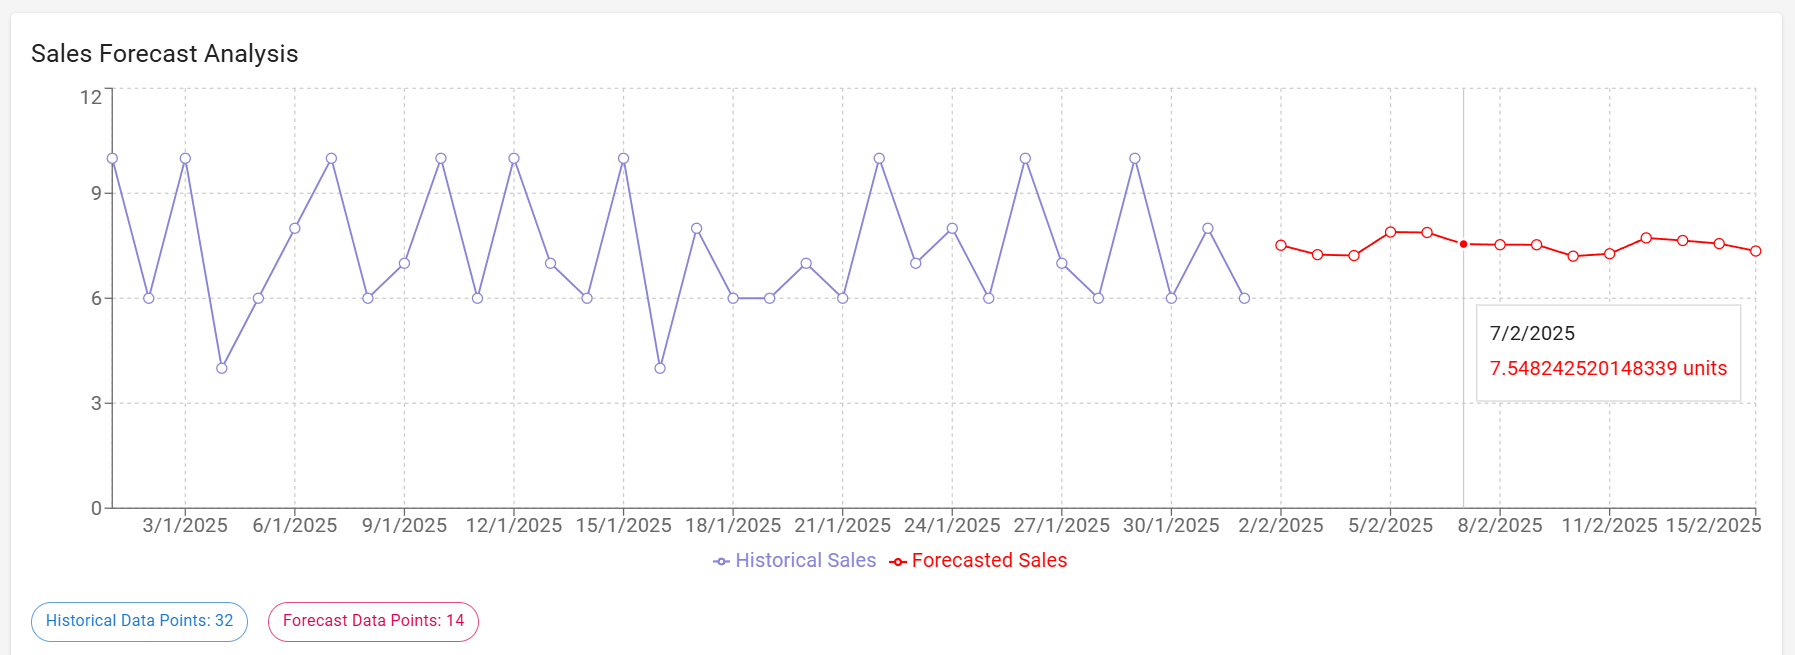 Sales Forecast Analysis
12
9
6
3
0
3/1/2025 6/1/2025 9/1/2025 12/1/2025 15/1/2025 18/1/2025 21/1/2025 24/1/2025 27/1/2025 30/1/2025 2/2/2025 5/2/2025 8/2/2025 11/2/2025 15/2/2025
7/2/2025
7.548242520148339 units
Historical Sales Forecasted Sales
Historical Data Points: 32 Forecast Data Points: 14